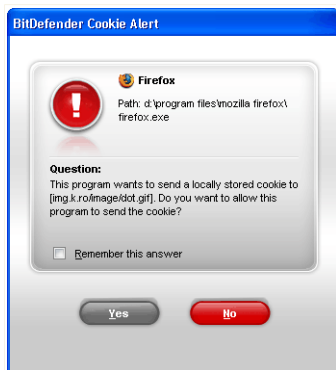 BitDefender Cookie Alert
Firefox
Path: d:\program files\mozilla firefox\
firefox.exe
Question:
This program wants to send a locally stored cookie to
[img.k.ro/image/dot.gif]. Do you want to allow this
program to send the cookie?
Remember this answer
Yes
No